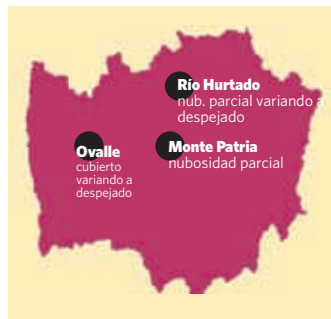 Río Hurtado
nub. parcial variando a
despejado
Monte Patria
nubosidad parcial
Ovalle
cubierto
variando a
despejado